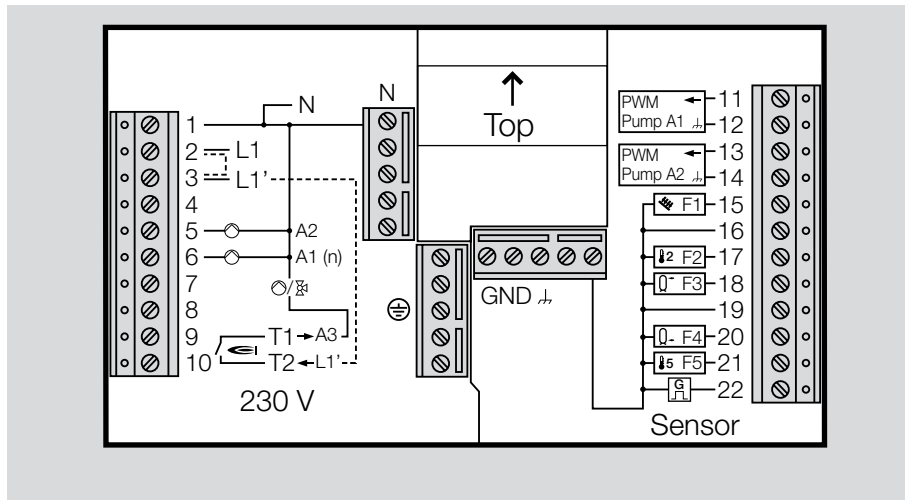 N
1
2 L1
3 L1'
4
5 A2
6 A1 (n)
7
8
9 T1 A3
10 T2 L1'
230 V
N
Top
GND
PWM 11
Pump A1 12
PWM 13
Pump A2 14
F1 15
16
2 F2 17
F3 18
19
F4 20
5 F5 21
G 22
Sensor